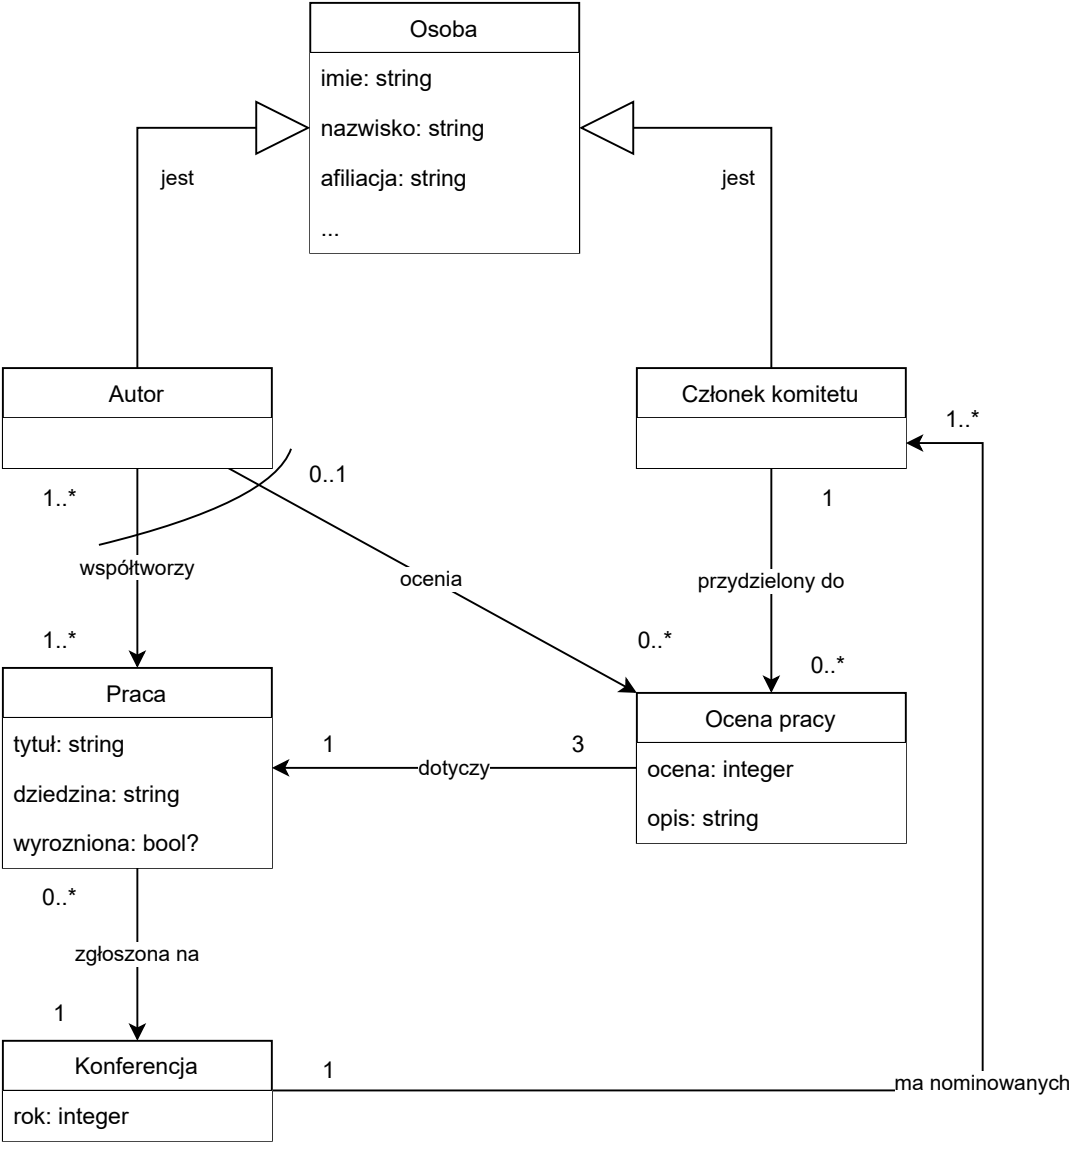 Osoba
imie: string
nazwisko: string
afiliacja: string
...
jest
jest
Autor
Członek komitetu
1..*
0..1
1..*
1
współtworzy
ocenia
przydzielony do
1..*
0..*
0..*
Praca
tytuł: string
dziedzina: string
wyrozniona: bool?
Ocena pracy
ocena: integer
opis: string
1
3
dotyczy
0..*
zgłoszona na
1
Konferencja
rok: integer
1
ma nominowanych